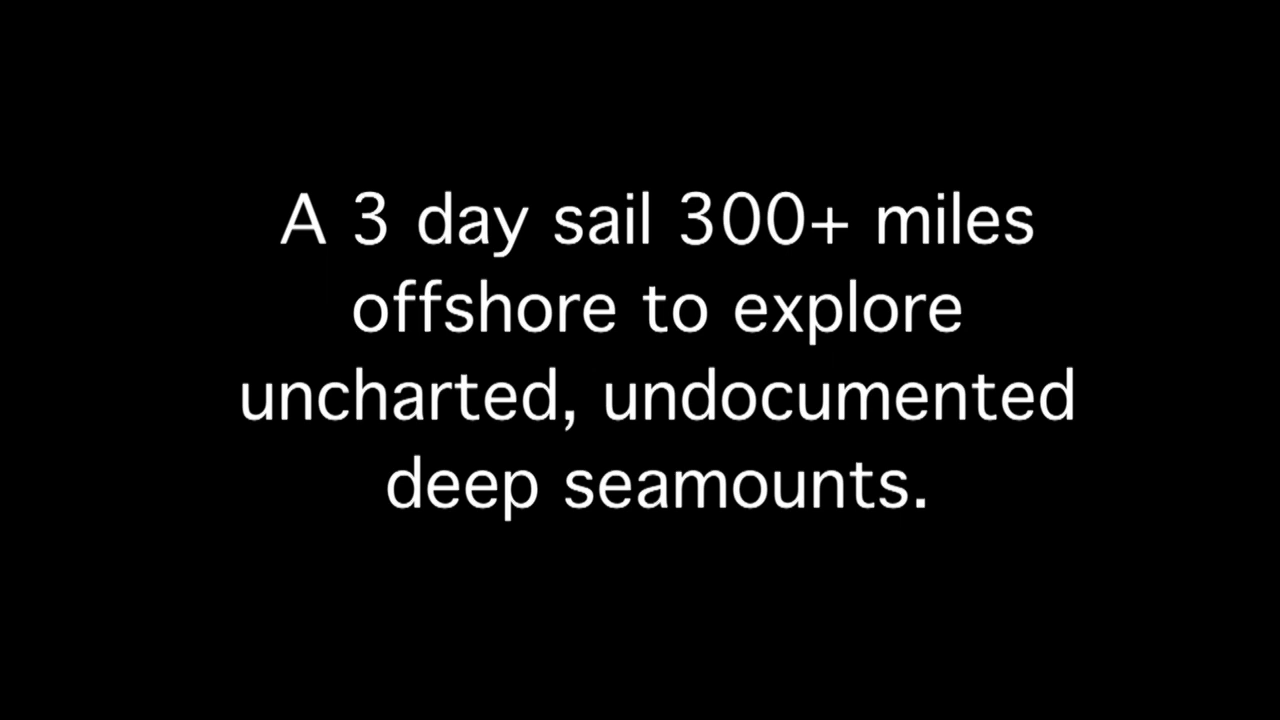 A 3 day sail 300+ miles
offshore to explore
uncharted, undocumented
deep seamounts.